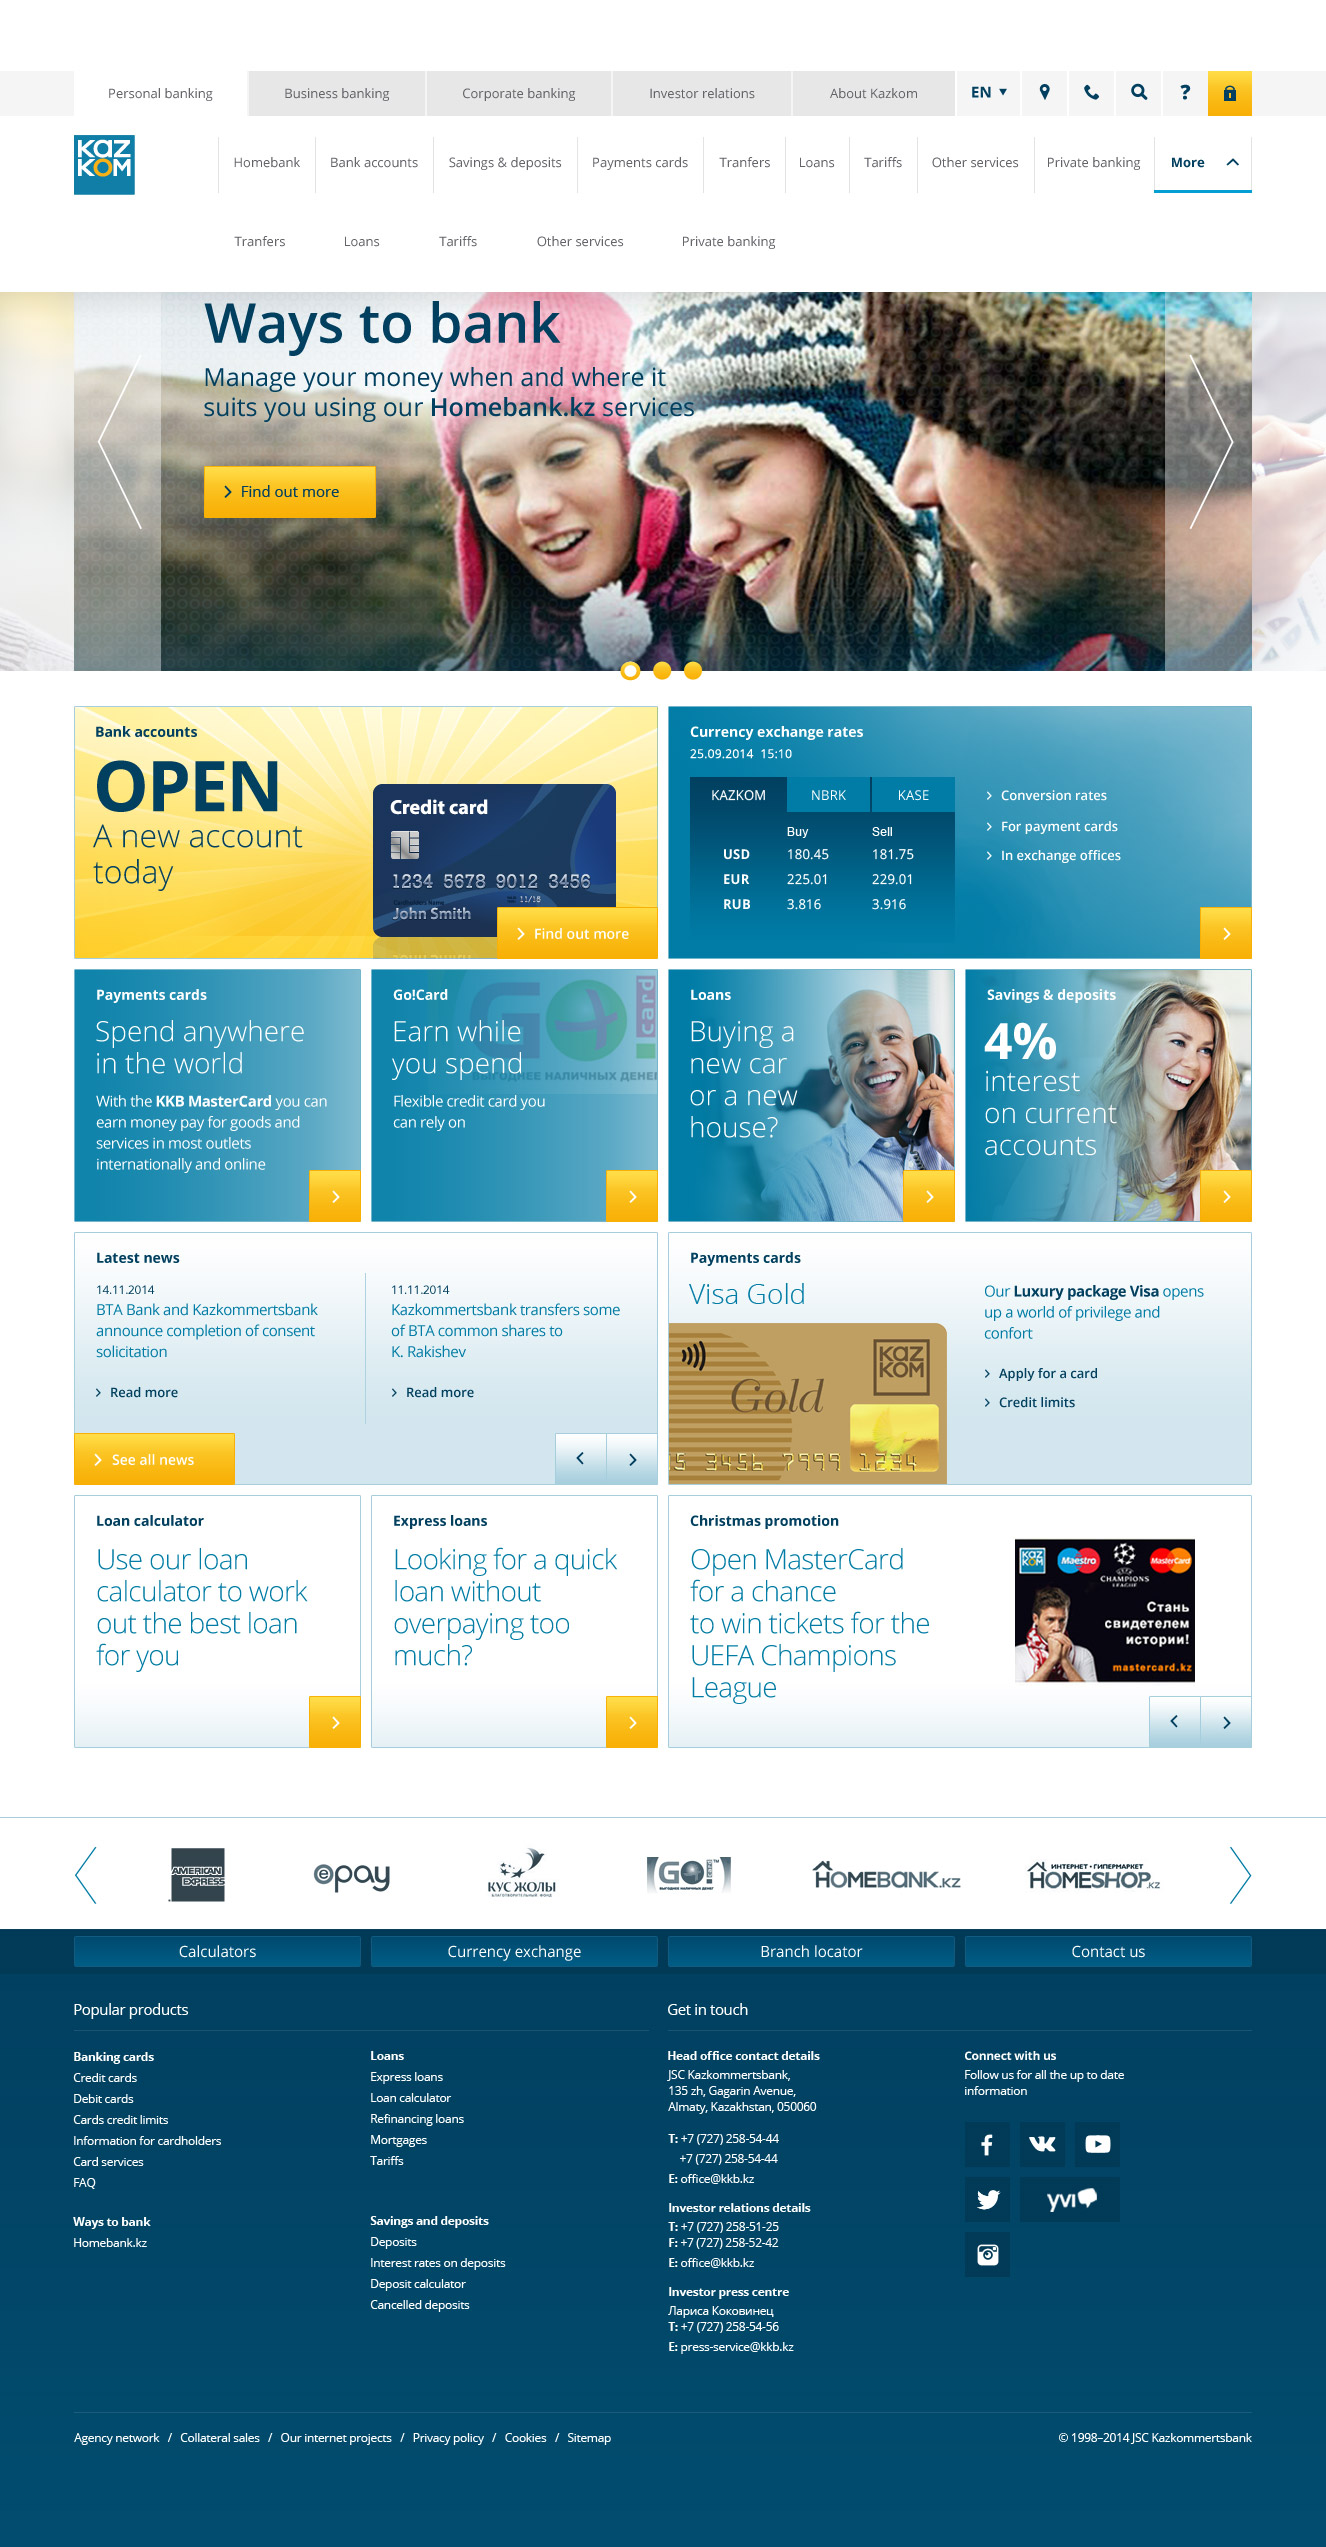 Personal banking
Business banking
Corporate banking
Investor relations
About Kazkom
EN
?
KAZ
KOM
Homebank
Bank accounts
Savings & deposits
Payments cards
Tranfers
Loans
Tariffs
Other services
Private banking
More
Tranfers
Loans
Tariffs
Other services
Private banking
Ways to bank
Manage your money when and where it
suits you using our Homebank.kz services
Find out more
Bank accounts
OPEN
A new account
today
Credit card
1234 5678 9012 3456
11/18
John Smith
Find out more
Currency exchange rates
25.09.2014 15:10
KAZKOM
NBRK
KASE
Buy
Sell
USD 180.45 181.75
EUR 225.01 229.01
RUB 3.816 3.916
Conversion rates
For payment cards
In exchange offices
Payments cards
Spend anywhere
in the world
With the KKB MasterCard you can
earn money pay for goods and
services in most outlets
internationally and online
Go!Card
Earn while
you spend
Flexible credit card you
can rely on
GO!
card
ВЫГОДНЕЕ НАЛИЧНЫХ ДЕНЕГ
Loans
Buying a
new car
or a new
house?
Savings & deposits
4%
interest
on current
accounts
Latest news
14.11.2014
BTA Bank and Kazkommertsbank
announce completion of consent
solicitation
Read more
11.11.2014
Kazkommertsbank transfers some
of BTA common shares to
K. Rakishev
Read more
See all news
Payments cards
Visa Gold
KAZ
KOM
Gold
5 3456 7999 1234
Our Luxury package Visa opens
up a world of privilege and
confort
Apply for a card
Credit limits
Loan calculator
Use our loan
calculator to work
out the best loan
for you
Express loans
Looking for a quick
loan without
overpaying too
much?
Christmas promotion
Open MasterCard
for a chance
to win tickets for the
UEFA Champions
League
KAZ
KOM
Maestro
CHAMPIONS
LEAGUE
MasterCard
Стань
свидетелем
истории!
mastercard.kz
AMERICAN
EXPRESS
epay
КУС ЖОЛЫ
БЛАГОТВОРИТЕЛЬНЫЙ ФОНД
GO!
card
ВЫГОДНЕЕ НАЛИЧНЫХ ДЕНЕГ
HOMEBANK.KZ
ИНТЕРНЕТ • ГИПЕРМАРКЕТ
HOMESHOP.KZ
Calculators
Currency exchange
Branch locator
Contact us
Popular products
Banking cards
Credit cards
Debit cards
Cards credit limits
Information for cardholders
Card services
FAQ
Ways to bank
Homebank.kz
Loans
Express loans
Loan calculator
Refinancing loans
Mortgages
Tariffs
Savings and deposits
Deposits
Interest rates on deposits
Deposit calculator
Cancelled deposits
Get in touch
Head office contact details
JSC Kazkommertsbank,
135 zh, Gagarin Avenue,
Almaty, Kazakhstan, 050060
T: +7 (727) 258-54-44
+7 (727) 258-54-44
E: office@kkb.kz
Investor relations details
T: +7 (727) 258-51-25
F: +7 (727) 258-52-42
E: office@kkb.kz
Investor press centre
Лариса Коковинец
T: +7 (727) 258-54-56
E: press-service@kkb.kz
Connect with us
Follow us for all the up to date
information
yvi
Agency network / Collateral sales / Our internet projects / Privacy policy / Cookies / Sitemap
© 1998-2014 JSC Kazkommertsbank